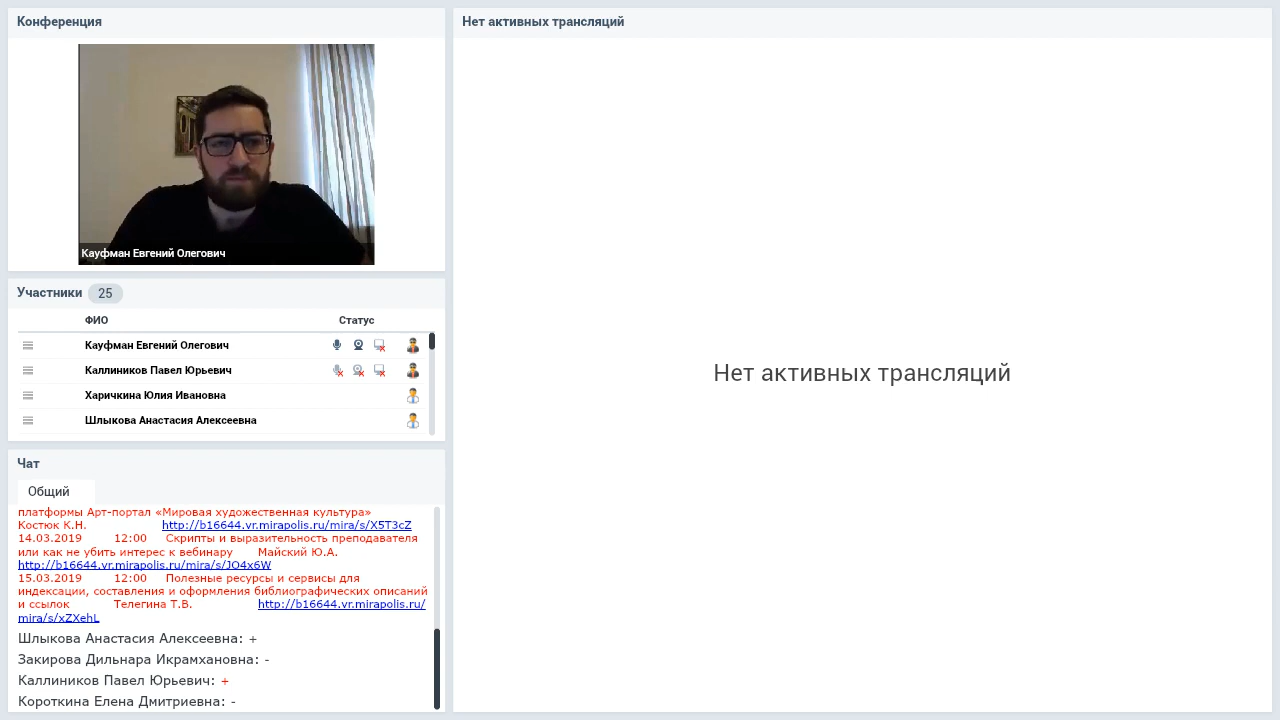 Конференция
Кауфман Евгений Олегович
Участники 25
ФИО Статус
Кауфман Евгений Олегович
Каллиников Павел Юрьевич
Харичкина Юлия Ивановна
Шлыкова Анастасия Алексеевна
Чат
Общий
платформы Арт-портал «Мировая художественная культура»
Костюк К.Н. http://b16644.vr.mirapolis.ru/mira/s/X5T3cZ
14.03.2019 12:00 Скрипты и выразительность преподавателя
или как не убить интерес к вебинару Майский Ю.А.
http://b16644.vr.mirapolis.ru/mira/s/JO4x6W
15.03.2019 12:00 Полезные ресурсы и сервисы для
индексации, составления и оформления библиографических описаний
и ссылок Телегина Т.В. http://b16644.vr.mirapolis.ru/
mira/s/xZXehL
Шлыкова Анастасия Алексеевна: +
Закирова Дильнара Икрамхановна: -
Каллиников Павел Юрьевич: +
Короткина Елена Дмитриевна: -
Нет активных трансляций
Нет активных трансляций